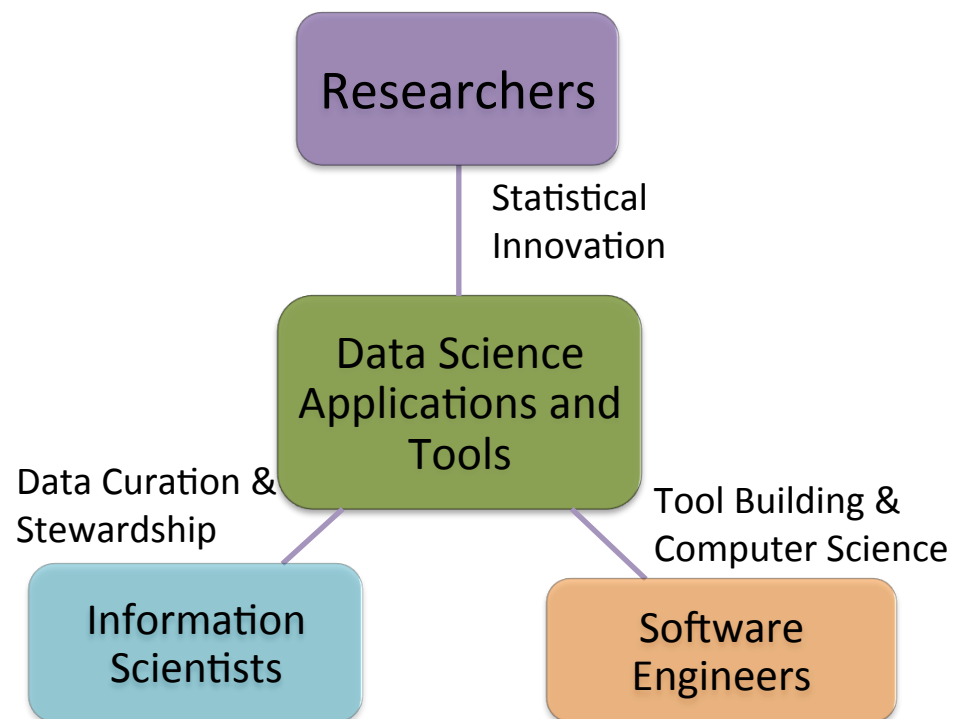 Researchers
Statistical
Innovation
Data Science
Applications and
Tools
Data Curation &
Stewardship
Tool Building &
Computer Science
Information
Scientists
Software
Engineers